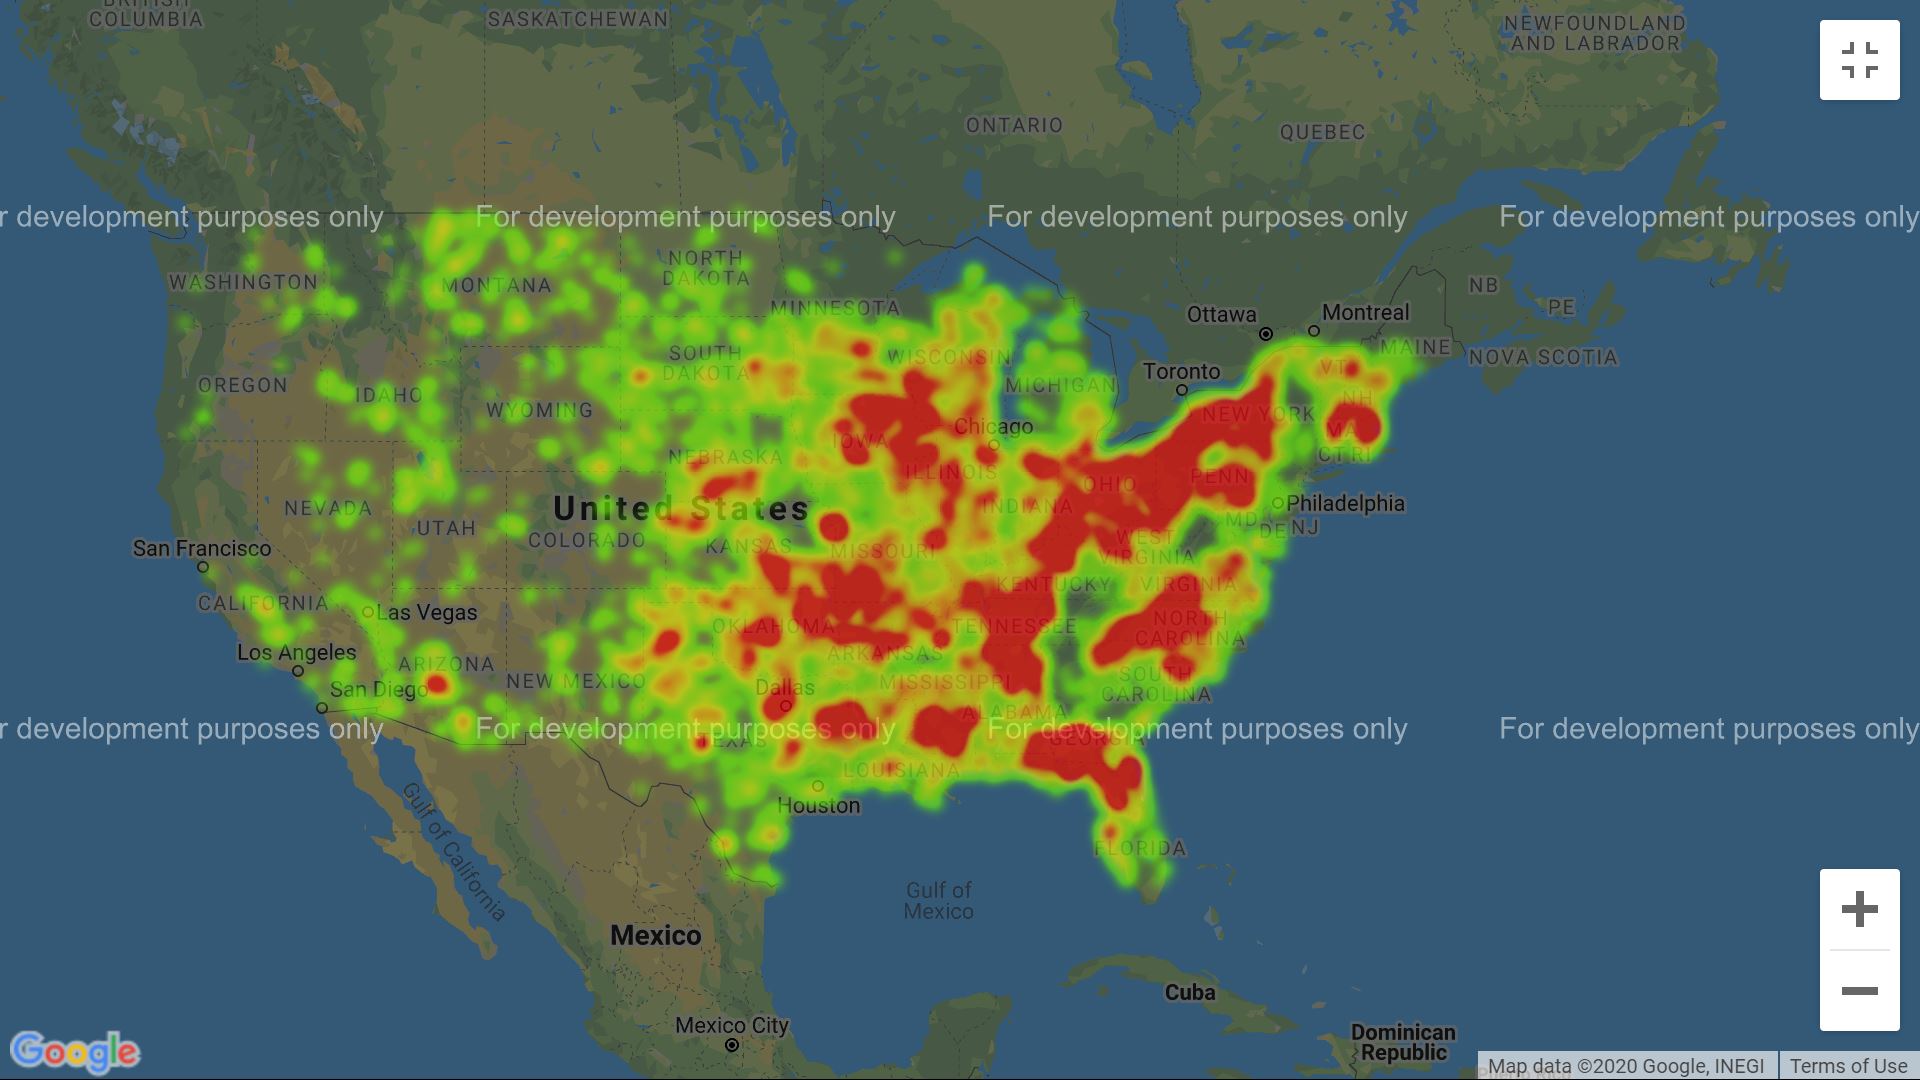 BRITISH
COLUMBIA
SASKATCHEWAN
NEWFOUNDLAND
AND LABRADOR
ONTARIO
QUEBEC
r development purposes only
For development purposes only
For development purposes only
For development purposes only
WASHINGTON
MONTANA
NORTH
DAKOTA
MINNESOTA
NB
PE
Ottawa
Montreal
OREGON
IDAHO
WYOMING
SOUTH
DAKOTA
WISCONSIN
MICHIGAN
Toronto
VT
MAINE
NOVA SCOTIA
NH
NEW YORK
MA
CT RI
Chicago
IOWA
NEBRASKA
ILLINOIS
INDIANA
OHIO
PENN
Philadelphia
MD
DE
NJ
United States
NEVADA
UTAH
COLORADO
KANSAS
MISSOURI
WEST
VIRGINIA
San Francisco
CALIFORNIA
Las Vegas
KENTUCKY
VIRGINIA
OKLAHOMA
TENNESSEE
NORTH
CAROLINA
Los Angeles
ARIZONA
NEW MEXICO
ARKANSAS
MISSISSIPPI
SOUTH
CAROLINA
San Diego
Dallas
ALABAMA
r development purposes only
For development purposes only
For development purposes only
For development purposes only
EXAS
GEORGIA
LOUISIANA
Houston
FLORIDA
Gulf of California
Gulf of
Mexico
Mexico
Cuba
Mexico City
Dominican
Republic
Google
Map data ©2020 Google, INEGI
Terms of Use